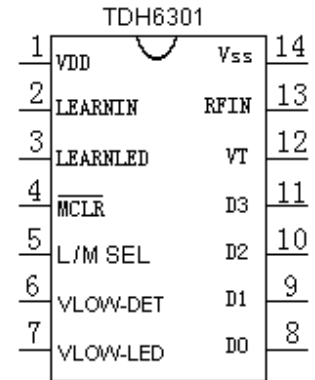 TDH6301
1 VDD Vss 14
2 LEARNIN RFIN 13
3 LEARNLED VT 12
4 MCLR D3 11
5 L/M SEL D2 10
6 VLOW-DET D1 9
7 VLOW-LED D0 8